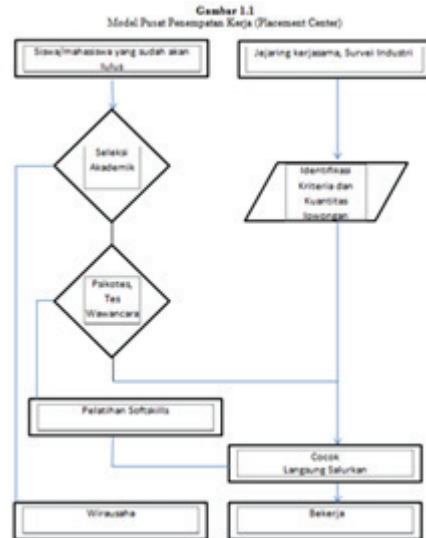 Gambar 1.1
Model Pusat Penempatan Kerja (Placement Center)
Siswa/mahasiswa yang sudah akan
lulus
Jejaring kerjasama, Survei Industri
Seleksi
Akademik
Identifikasi
Kriteria dan
Kuantitas
lowongan
Psikotes,
Tes
Wawancara
Pelatihan Softskills
Cocok
Langsung Salurkan
Wirausaha
Bekerja